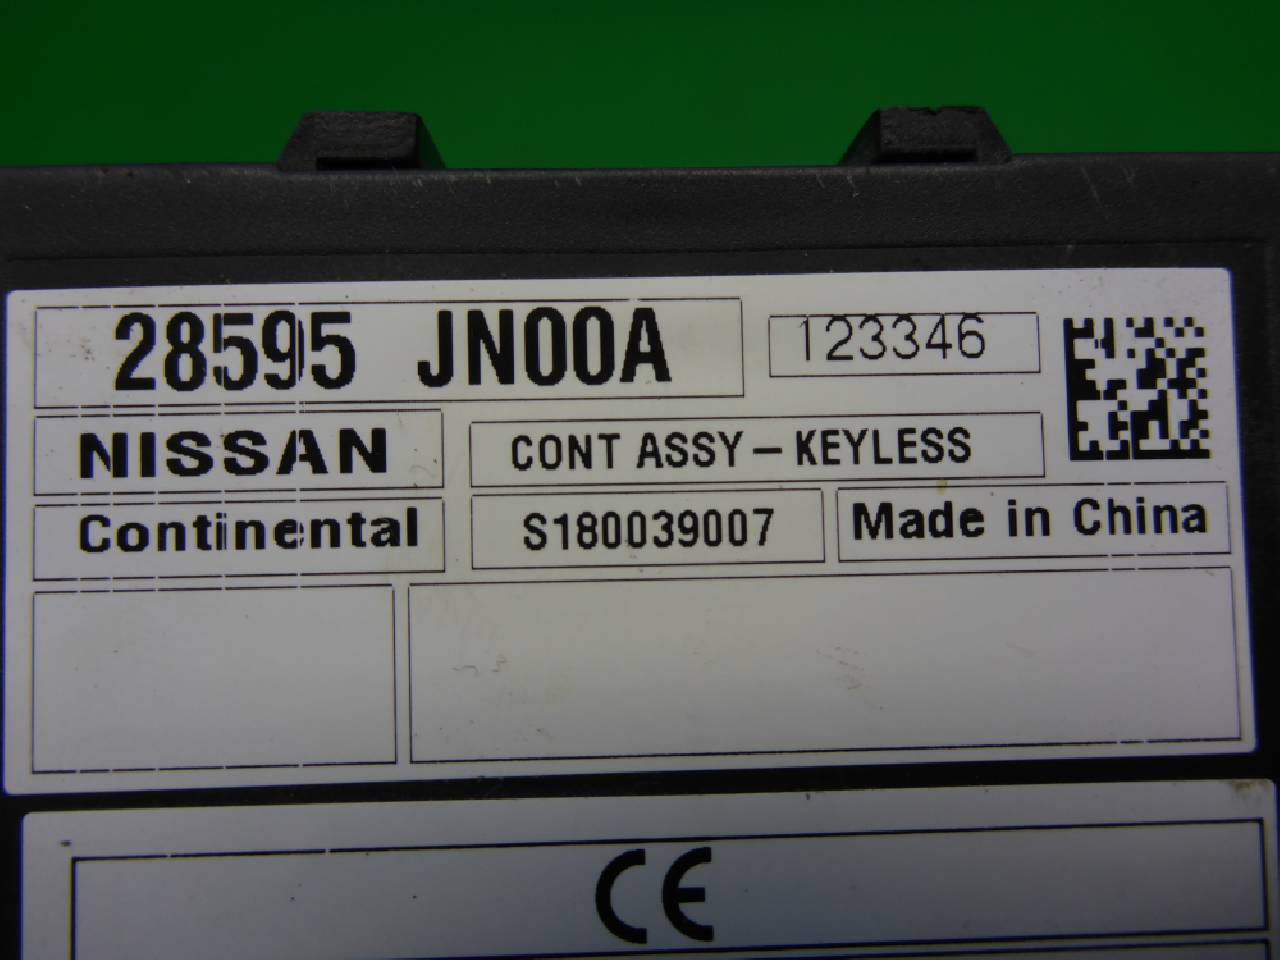 28595 JN00A 123346
NISSAN CONT ASSY-KEYLESS
Continental S180039007 Made in China
CE